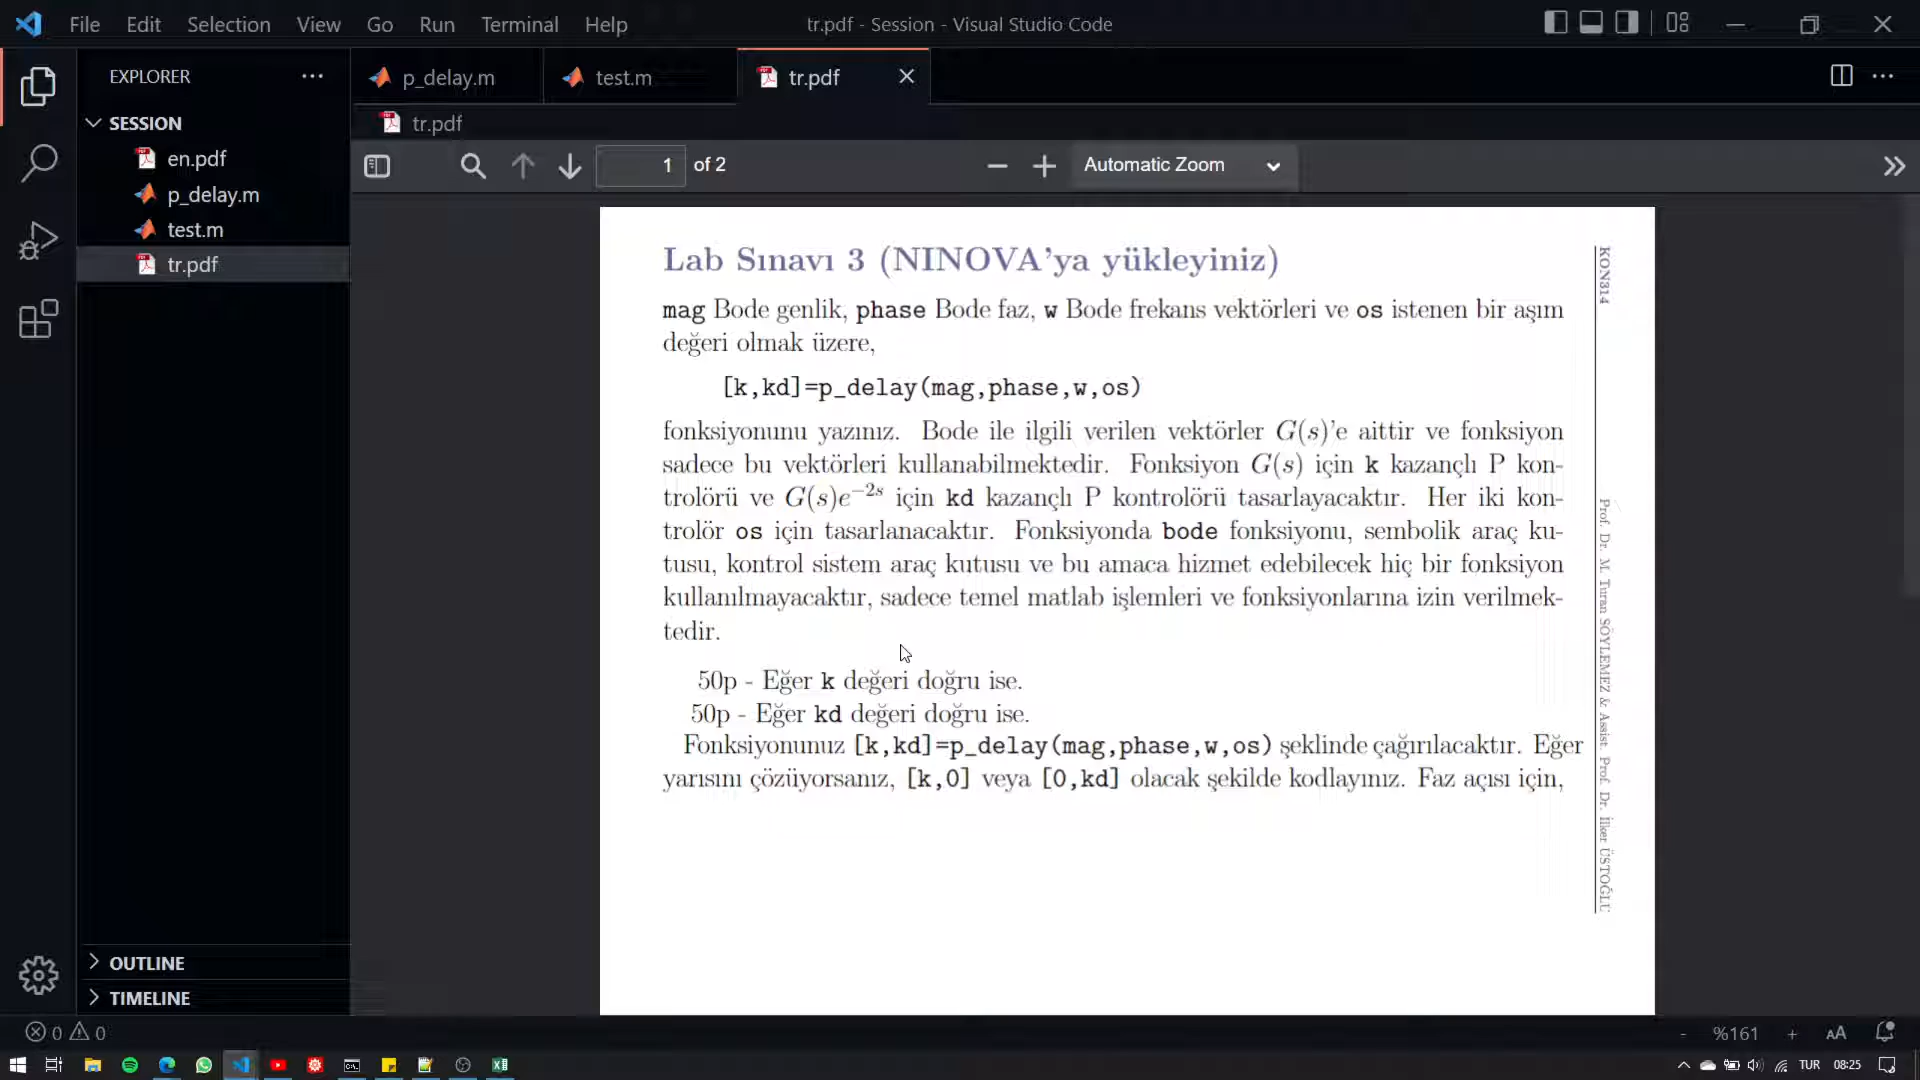 File Edit Selection View Go Run Terminal Help
tr.pdf - Session - Visual Studio Code
EXPLORER
p_delay.m
test.m
tr.pdf
SESSION
en.pdf
p_delay.m
test.m
tr.pdf
tr.pdf
1 of 2
Automatic Zoom
Lab Sınavı 3 (NINOVA'ya yükleyiniz)
mag Bode genlik, phase Bode faz, w Bode frekans vektörleri ve os istenen bir aşım
değeri olmak üzere,
[k,kd]=p_delay(mag,phase,w,os)
fonksiyonunu yazınız. Bode ile ilgili verilen vektörler G(s)'e aittir ve fonksiyon
sadece bu vektörleri kullanabilmektedir. Fonksiyon G(s) için k kazançlı P kon-
trolörü ve G(s)e⁻²ˢ için kd kazançlı P kontrolörü tasarlayacaktır. Her iki kon-
trolör os için tasarlanacaktır. Fonksiyonda bode fonksiyonu, sembolik araç ku-
tusu, kontrol sistem araç kutusu ve bu amaca hizmet edebilecek hiç bir fonksiyon
kullanılmayacaktır, sadece temel matlab işlemleri ve fonksiyonlarına izin verilmek-
tedir.
50p - Eğer k değeri doğru ise.
50p - Eğer kd değeri doğru ise.
Fonksiyonunuz [k,kd]=p_delay(mag,phase,w,os) şeklinde çağırılacaktır. Eğer
yarısını çözüyorsanız, [k,0] veya [0,kd] olacak şekilde kodlayınız. Faz açısı için,
KON314
Prof. Dr. M. Turan SÖYLEMEZ & Assist. Prof. Dr. İlker ÜSTOĞLU
OUTLINE
TIMELINE
0 0
- %161 + AA
TUR 08:25